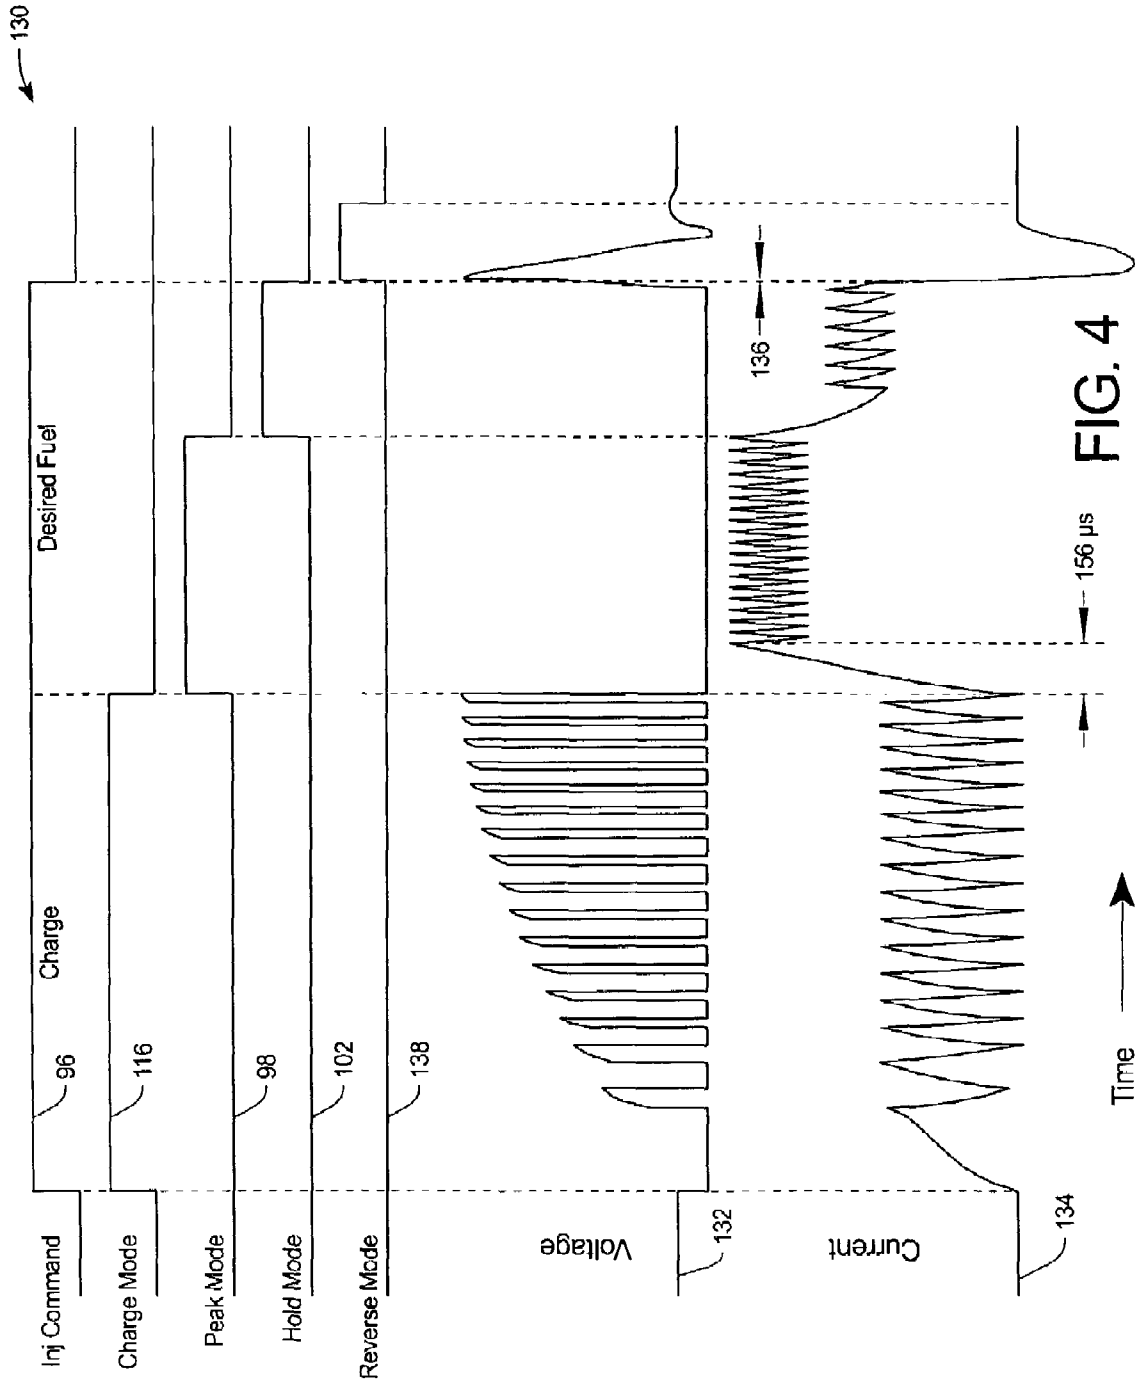 130
Inj Command
96
Charge
Desired Fuel
Charge Mode
116
Peak Mode
98
Hold Mode
102
Reverse Mode
138
Voltage
132
136
Current
134
156 µs
Time
FIG. 4